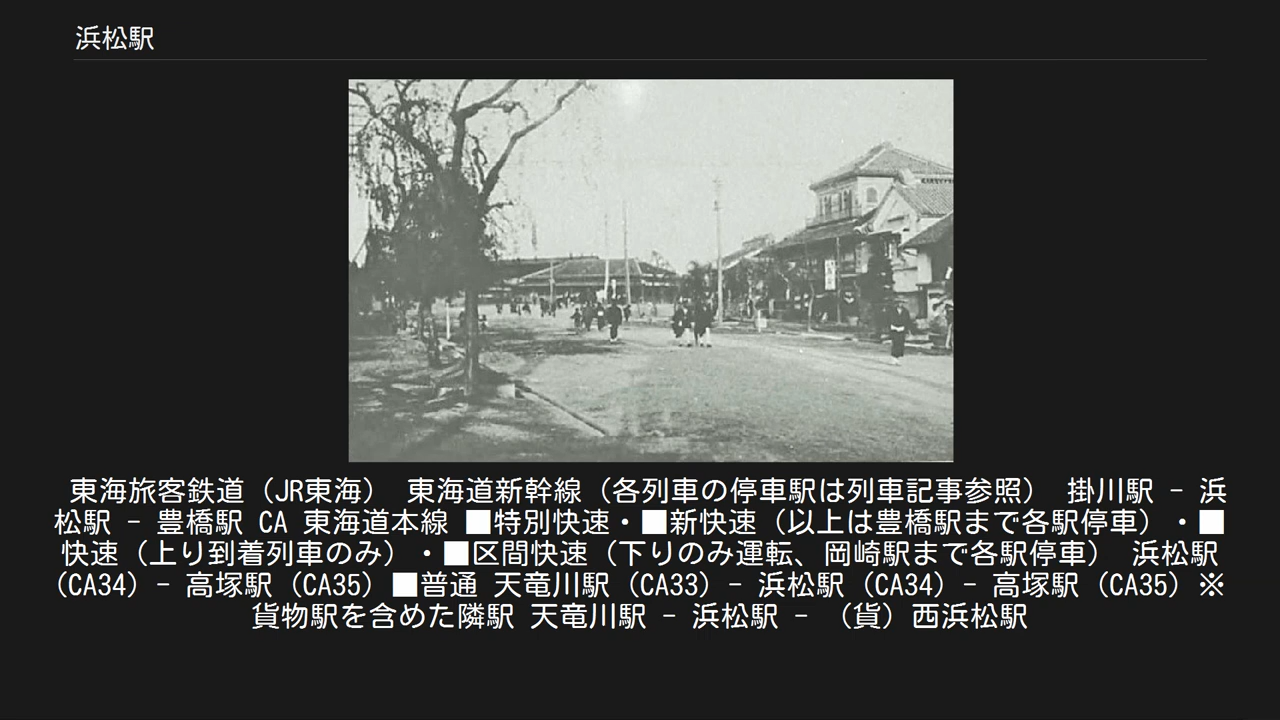 浜松駅
東海旅客鉄道（JR東海） 東海道新幹線（各列車の停車駅は列車記事参照） 掛川駅 - 浜
松駅 - 豊橋駅 CA 東海道本線 ■特別快速・■新快速（以上は豊橋駅まで各駅停車）・■
快速（上り到着列車のみ）・■区間快速（下りのみ運転、岡崎駅まで各駅停車） 浜松駅
（CA34）- 高塚駅（CA35）■普通 天竜川駅（CA33）- 浜松駅（CA34）- 高塚駅（CA35）※
貨物駅を含めた隣駅 天竜川駅 - 浜松駅 - （貨）西浜松駅